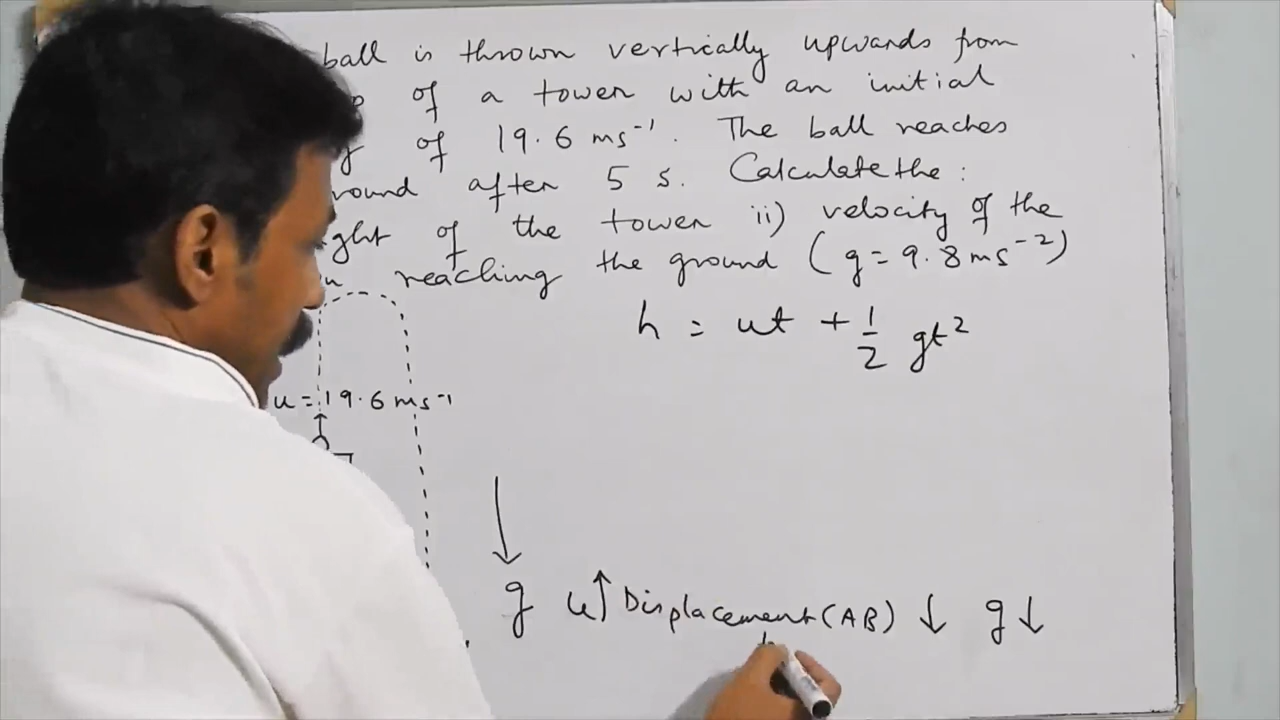 ball is thrown vertically upwards from
of a tower with an initial
of 19.6 ms⁻¹. The ball reaches
round after 5 s. Calculate the :
ght of the tower ii) velocity of the
reaching the ground (g = 9.8 ms⁻²)
h = ut + 1/2 gt²
u = 19.6 ms⁻¹
g u↑ Displacement (AB) ↓ g↓